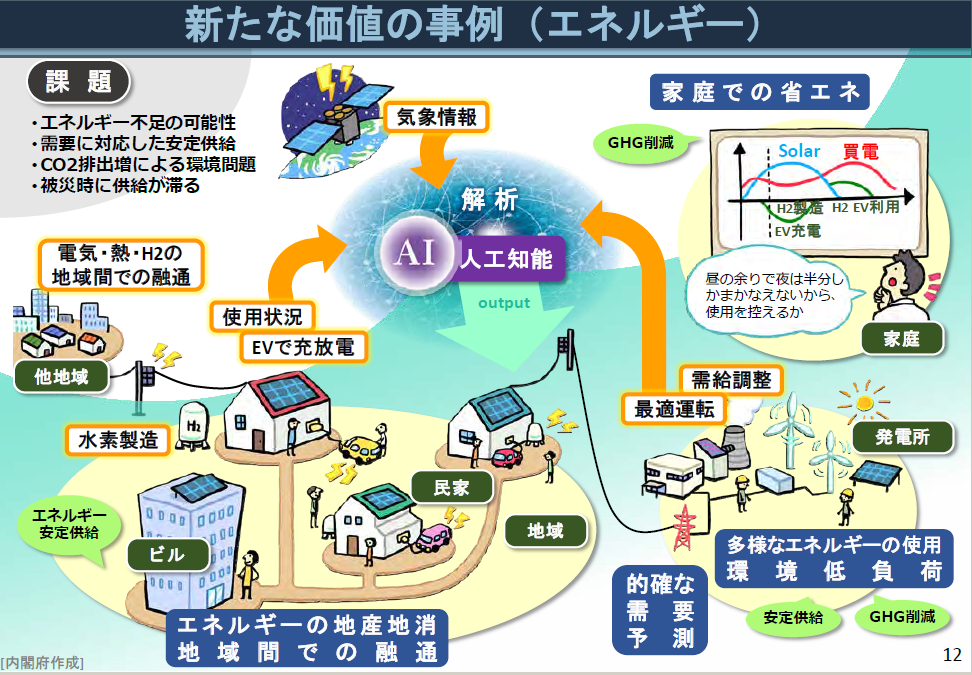 新たな価値の事例（エネルギー）
課 題
・エネルギー不足の可能性
・需要に対応した安定供給
・CO2排出増による環境問題
・被災時に供給が滞る
気象情報
家庭での省エネ
GHG削減
Solar
買電
H2製造
H2 EV利用
EV充電
解 析
AI
人工知能
output
電気・熱・H2の
地域間での融通
使用状況
EVで充放電
昼の余りで夜は半分し
かまかなえないから、
使用を控えるか
家庭
他地域
需給調整
最適運転
水素製造
H2
発電所
民家
エネルギー
安定供給
ビル
地域
多様なエネルギーの使用
環 境 低 負 荷
的確な
需 要
予 測
エネルギーの地産地消
地 域 間 で の 融 通
安定供給
GHG削減
[内閣府作成]
12